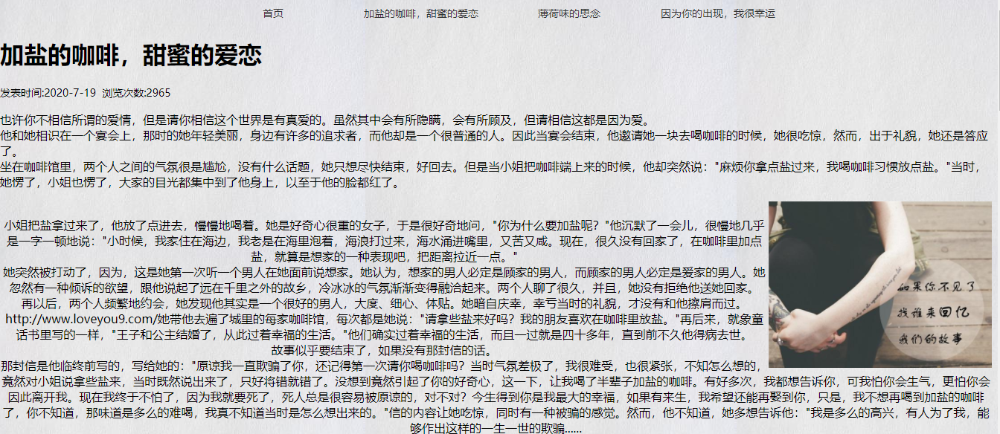 首页 加盐的咖啡，甜蜜的爱恋 薄荷味的思念 因为你的出现，我很幸运
加盐的咖啡，甜蜜的爱恋
发表时间:2020-7-19 浏览次数:2965
也许你不相信所谓的爱情，但是请你相信这个世界是有真爱的。虽然其中会有所隐瞒，会有所顾及，但请相信这都是因为爱。
他和她相识在一个宴会上，那时的她年轻美丽，身边有许多的追求者，而他却是一个很普通的人。因此当宴会结束，他邀请她一块去喝咖啡的时候，她很吃惊，然而，出于礼貌，她还是答应
了。
坐在咖啡馆里，两个人之间的气氛很是尴尬，没有什么话题，她只想尽快结束，好回去。但是当小姐把咖啡端上来的时候，他却突然说："麻烦你拿点盐过来，我喝咖啡习惯放点盐。"当时，
她愣了，小姐也愣了，大家的目光都集中到了他身上，以至于他的脸都红了。
小姐把盐拿过来了，他放了点进去，慢慢地喝着。她是好奇心很重的女子，于是很好奇地问，"你为什么要加盐呢？"他沉默了一会儿，很慢地几乎
是一字一顿地说："小时候，我家住在海边，我老是在海里泡着，海浪打过来，海水涌进嘴里，又苦又咸。现在，很久没有回家了，在咖啡里加点
盐，就算是想家的一种表现吧，把距离拉近一点。"
她突然被打动了，因为，这是她第一次听一个男人在她面前说想家。她认为，想家的男人必定是顾家的男人，而顾家的男人必定是爱家的男人。她
忽然有一种倾诉的欲望，跟他说起了远在千里之外的故乡，冷冰冰的气氛渐渐变得融洽起来。两个人聊了很久，并且，她没有拒绝他送她回家。
再以后，两个人频繁地约会，她发现他其实是一个很好的男人，大度、细心、体贴。她暗自庆幸，幸亏当时的礼貌，才没有和他擦肩而过。
http://www.loveyou9.com/她带他去遍了城里的每家咖啡馆，每次都是她说："请拿些盐来好吗？我的朋友喜欢在咖啡里放盐。"再后来，就象童
话书里写的一样，"王子和公主结婚了，从此过着幸福的生活。"他们确实过着幸福的生活，而且一过就是四十多年，直到前不久他得病去世。
故事似乎要结束了，如果没有那封信的话。
那封信是他临终前写的，写给她的："原谅我一直欺骗了你，还记得第一次请你喝咖啡吗？当时气氛差极了，我很难受，也很紧张，不知怎么想的，
竟然对小姐说拿些盐来，当时既然说出来了，只好将错就错了。没想到竟然引起了你的好奇心，这一下，让我喝了半辈子加盐的咖啡。有好多次，我都想告诉你，可我怕你会生气，更怕你会
因此离开我。现在我终于不怕了，因为我就要死了，死人总是很容易被原谅的，对不对？今生得到你是我最大的幸福，如果有来生，我希望还能再娶到你，只是，我不想再喝到加盐的咖啡
了，你不知道，那味道是多么的难喝，我真不知道当时是怎么想出来的。"信的内容让她吃惊，同时有一种被骗的感觉。然而，他不知道，她多想告诉他："我是多么的高兴，有人为了我，能
够作出这样的一生一世的欺骗......
如果你不见了
找谁来回忆
我们的故事